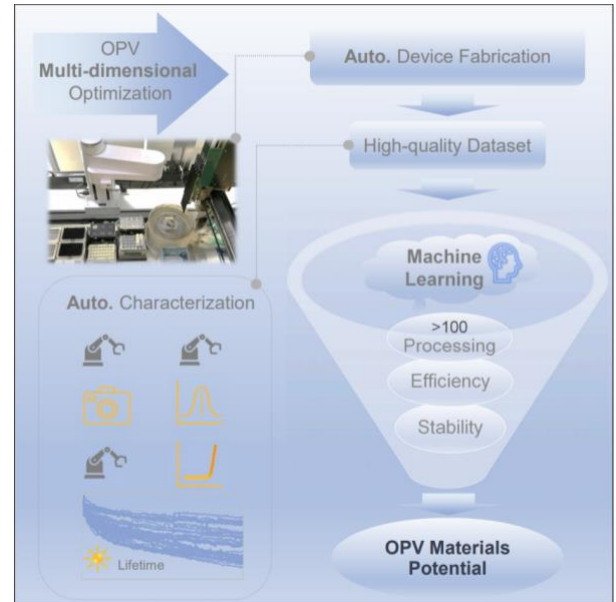 OPV
Multi-dimensional
Optimization
Auto. Device Fabrication
High-quality Dataset
Machine
Learning
>100
Processing
Efficiency
Stability
OPV Materials
Potential
Auto. Characterization
Lifetime